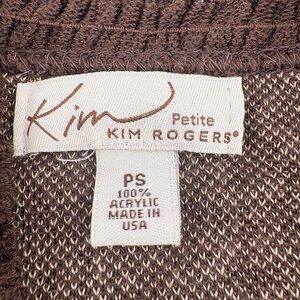 Kim
Petite
KIM ROGERS®
PS
100%
ACRYLIC
MADE IN
USA